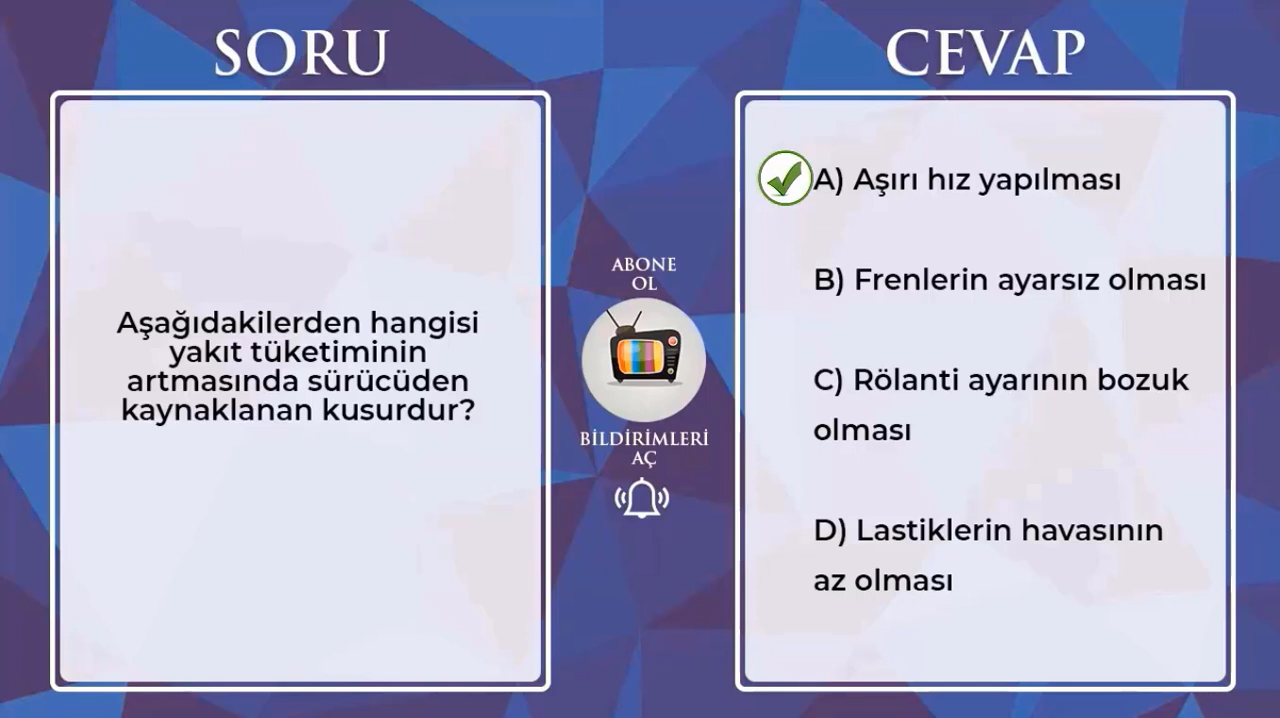 SORU
Aşağıdakilerden hangisi
yakıt tüketiminin
artmasında sürücüden
kaynaklanan kusurdur?
ABONE
OL
BİLDİRİMLERİ
AÇ
CEVAP
A) Aşırı hız yapılması
B) Frenlerin ayarsız olması
C) Rölanti ayarının bozuk
olması
D) Lastiklerin havasının
az olması